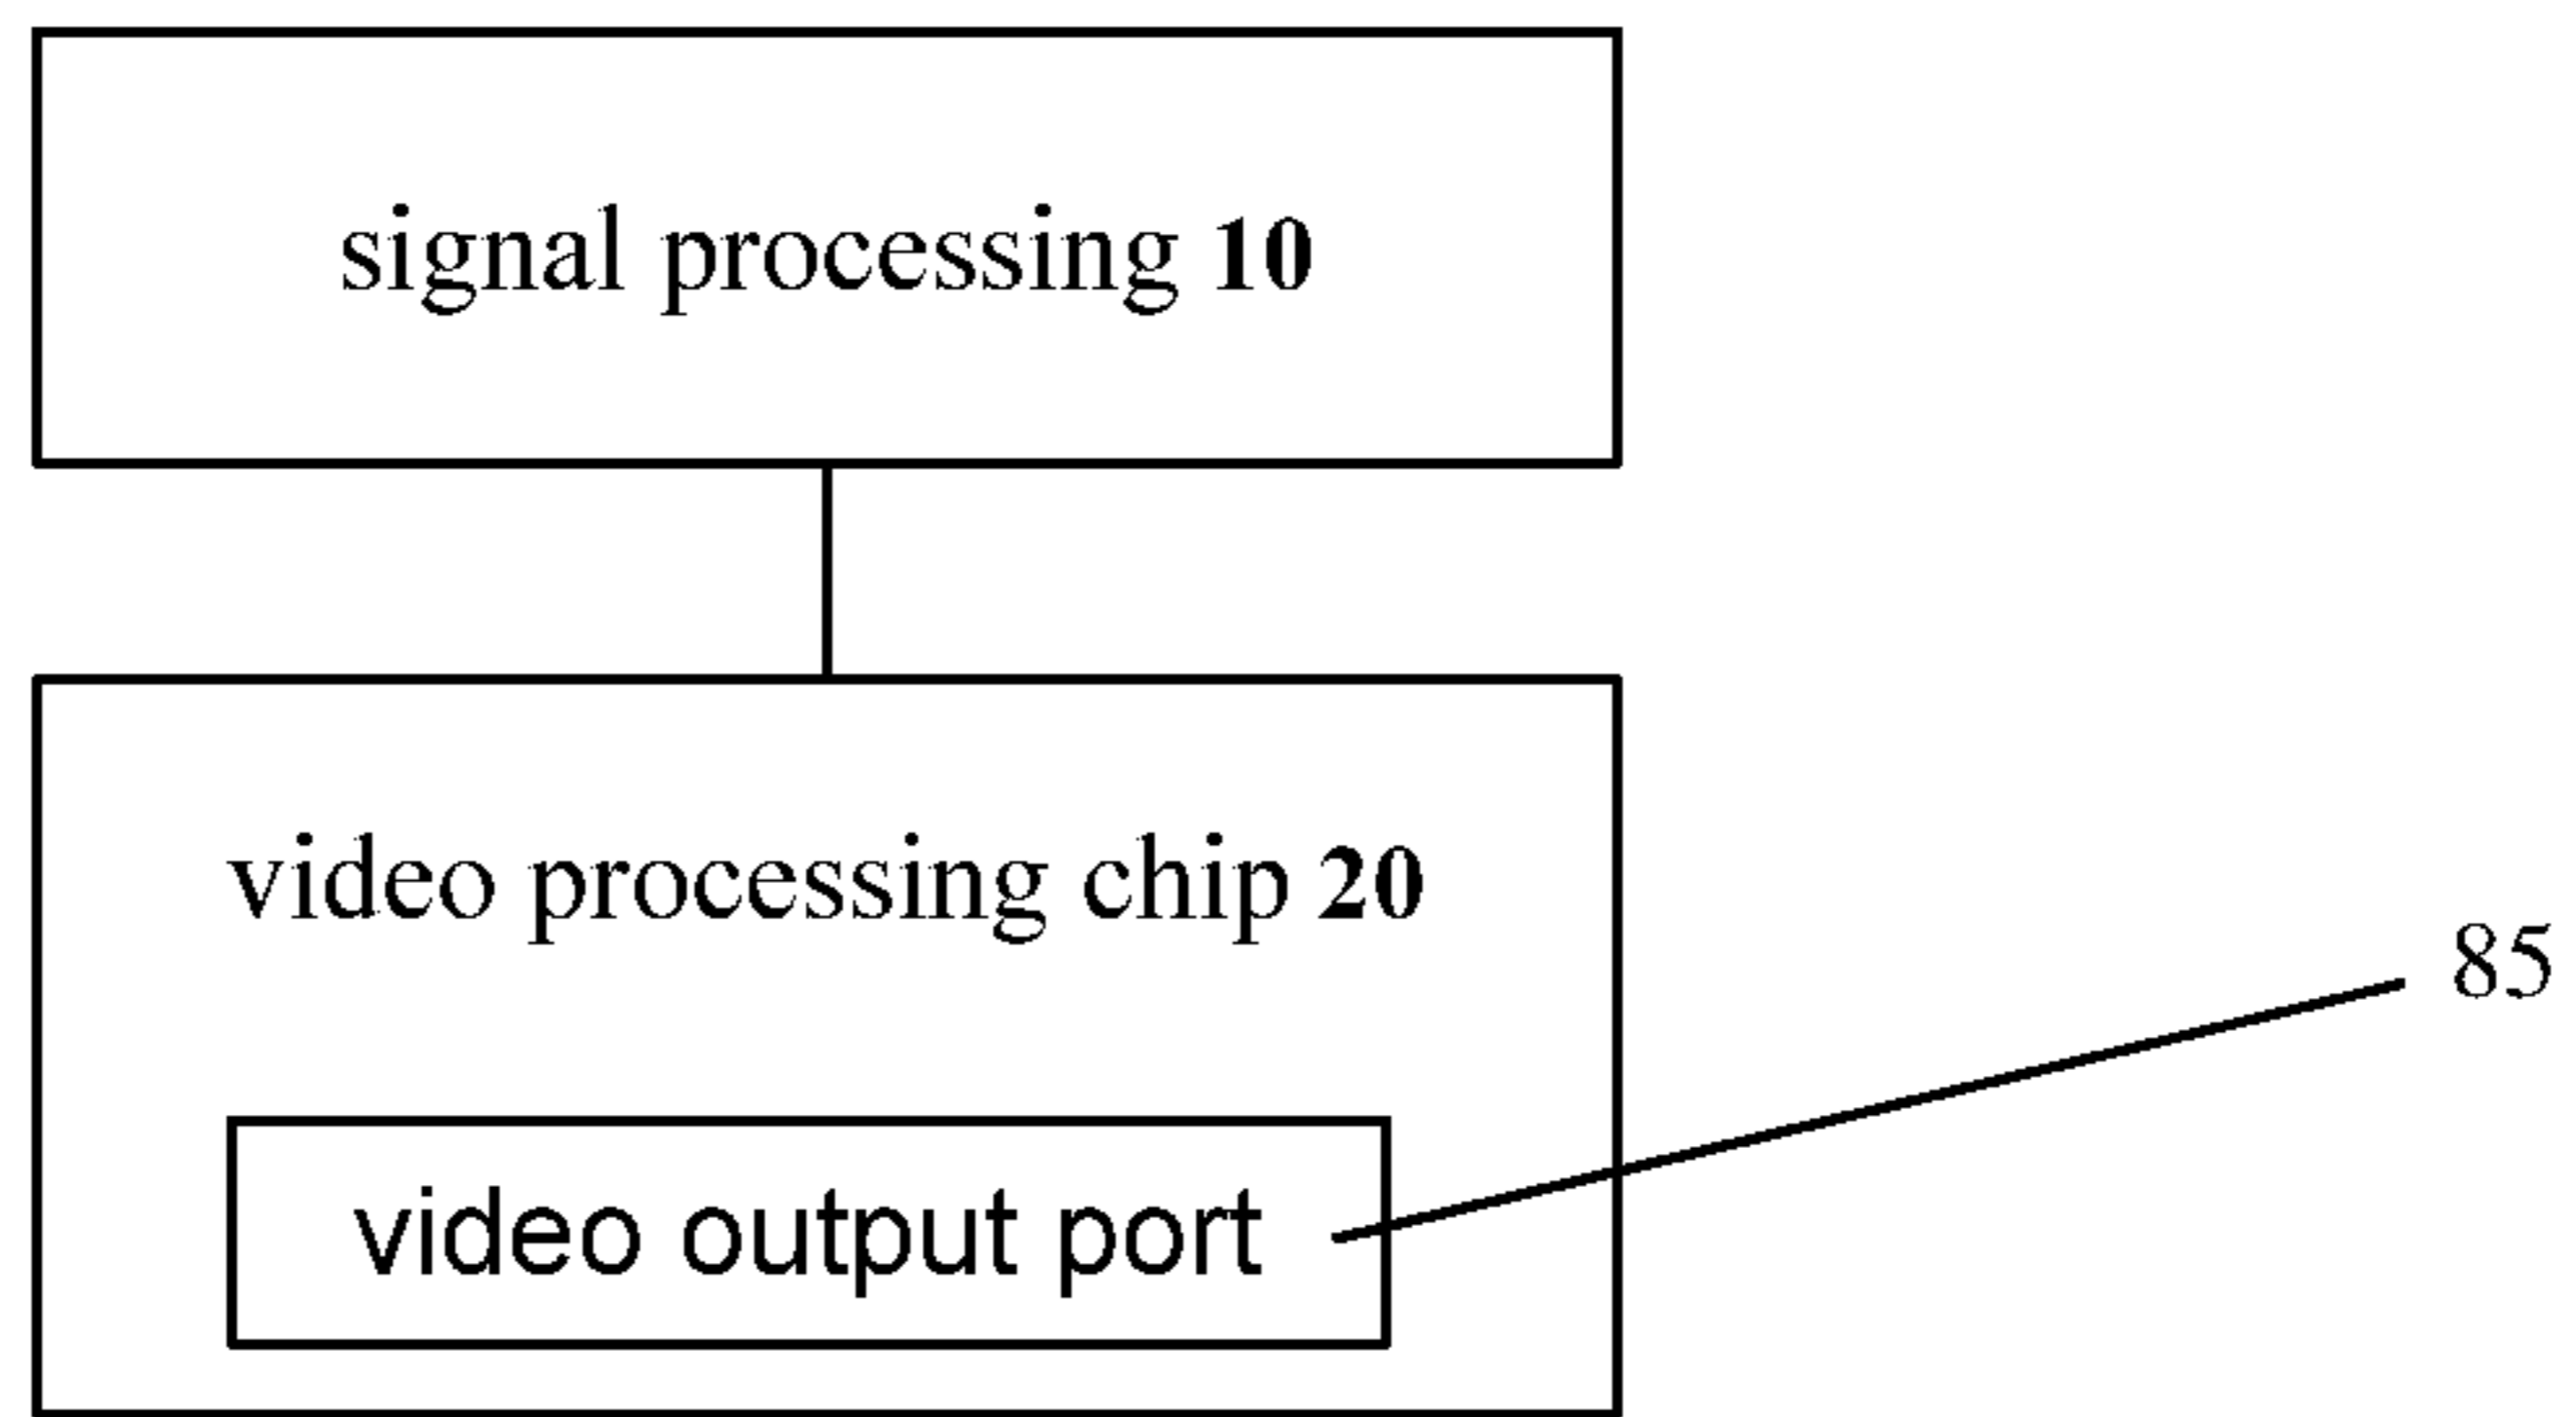 signal processing 10
video processing chip 20
85
video output port